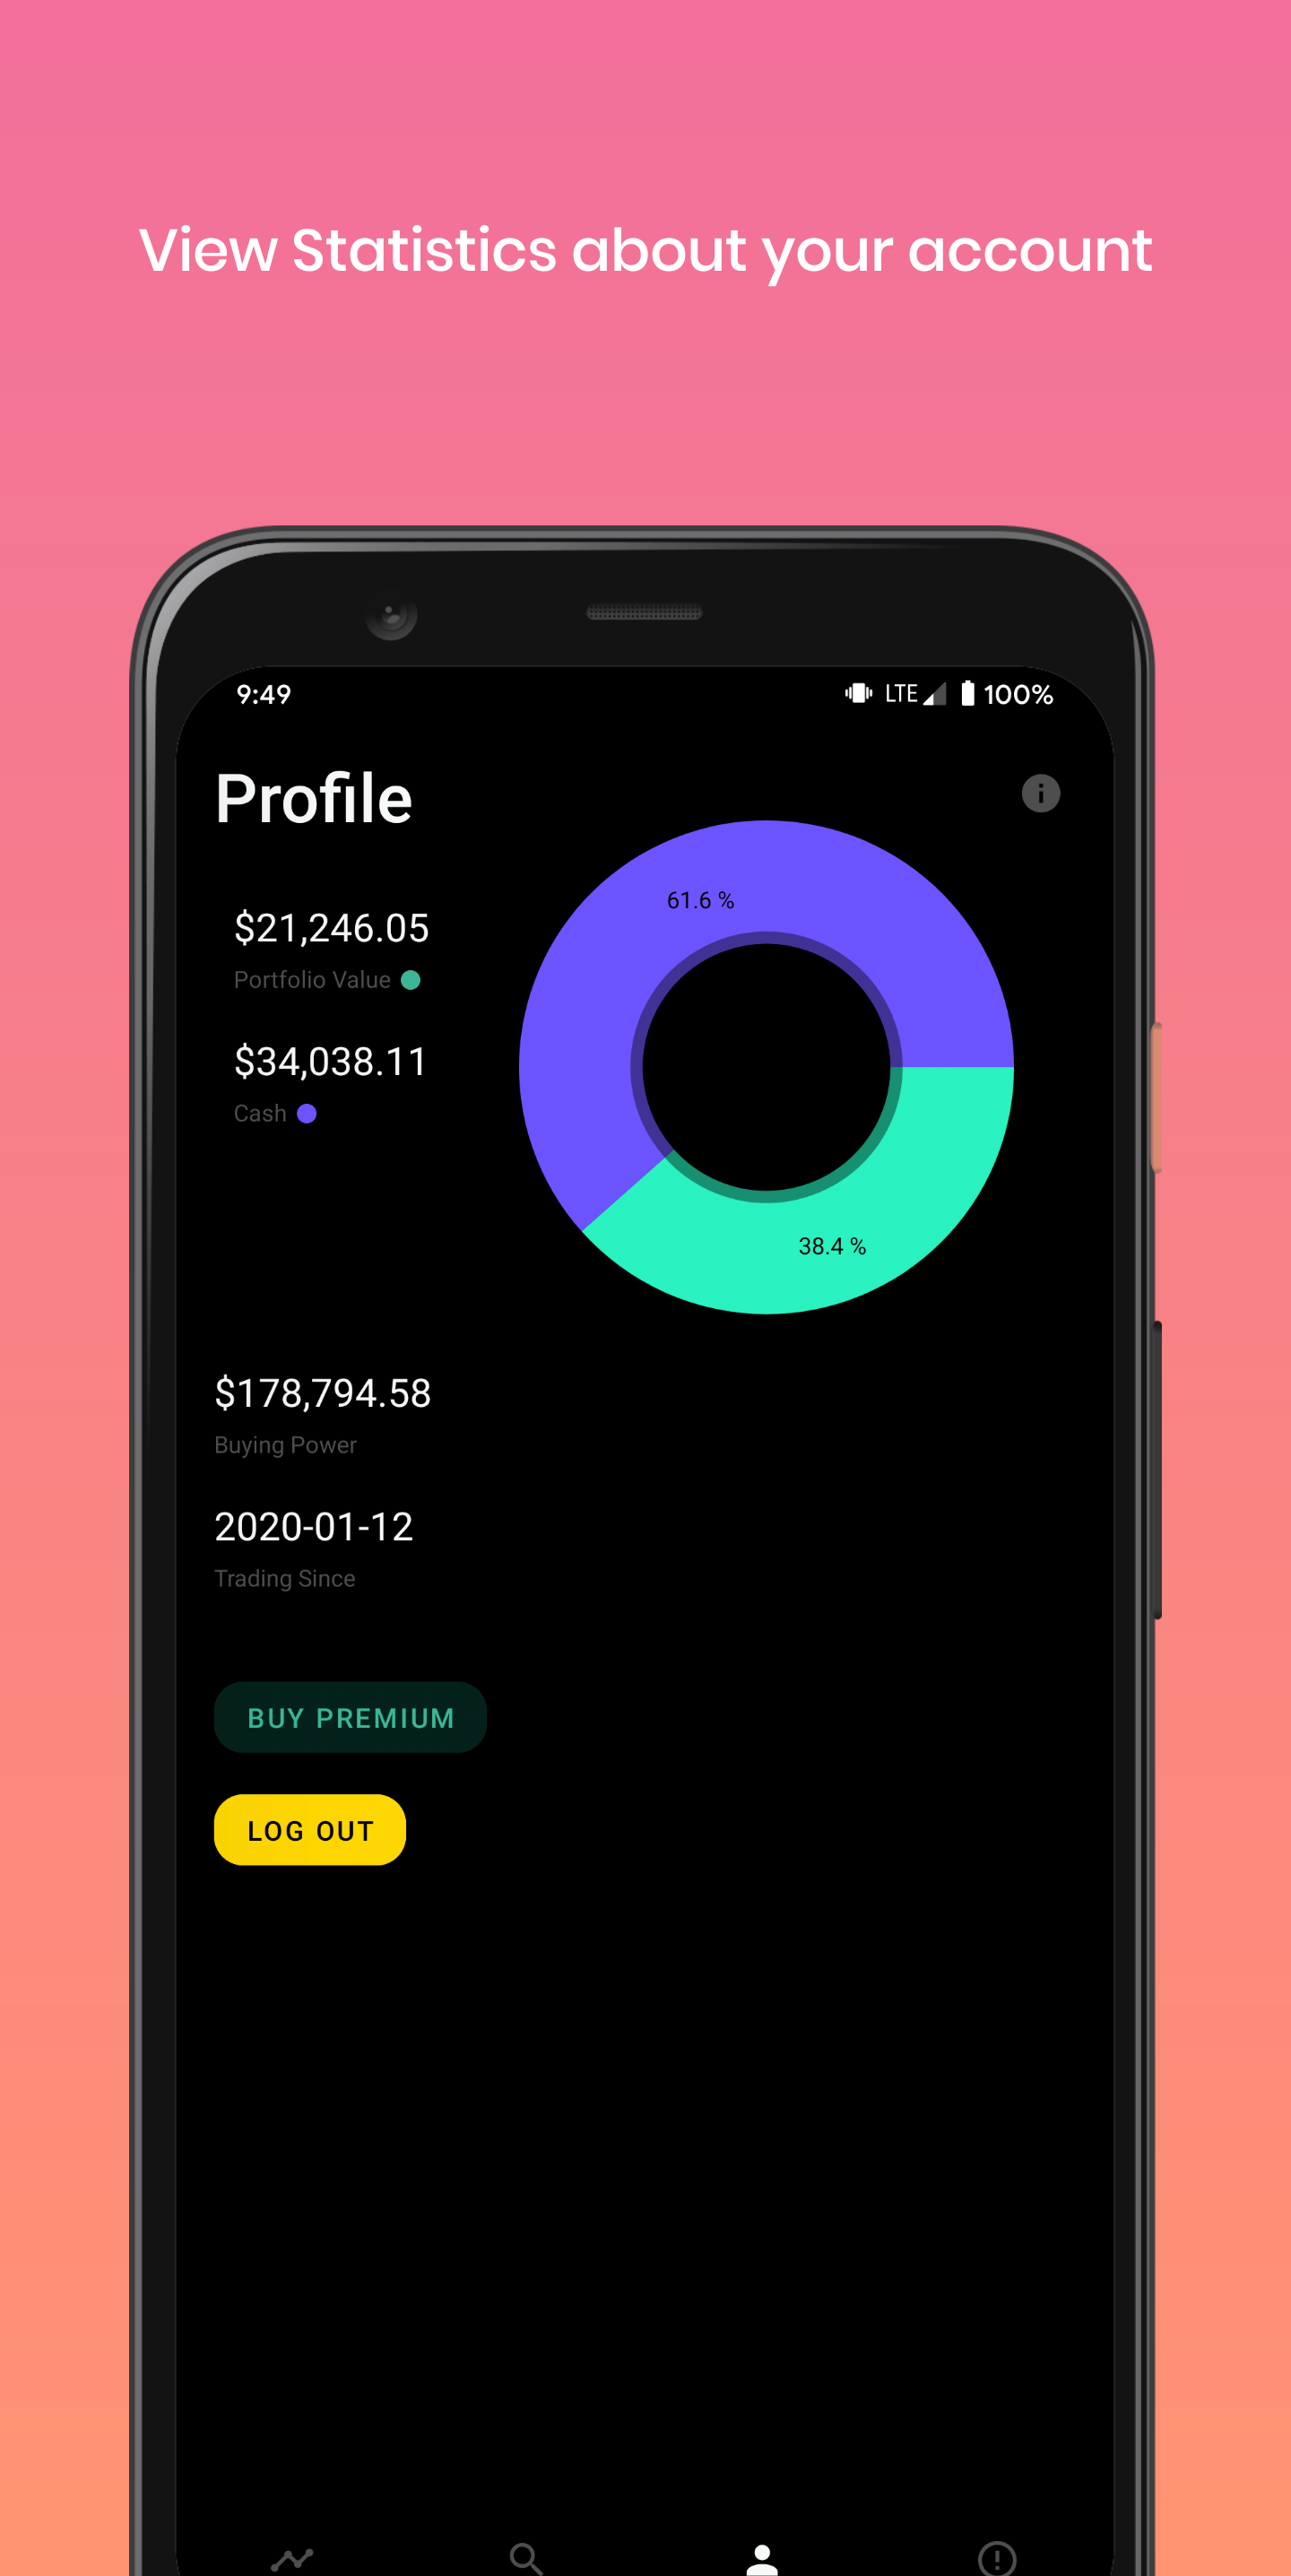 View Statistics about your account
9:49
LTE 100%
Profile
$21,246.05
Portfolio Value
$34,038.11
Cash
61.6 %
38.4 %
$178,794.58
Buying Power
2020-01-12
Trading Since
BUY PREMIUM
LOG OUT